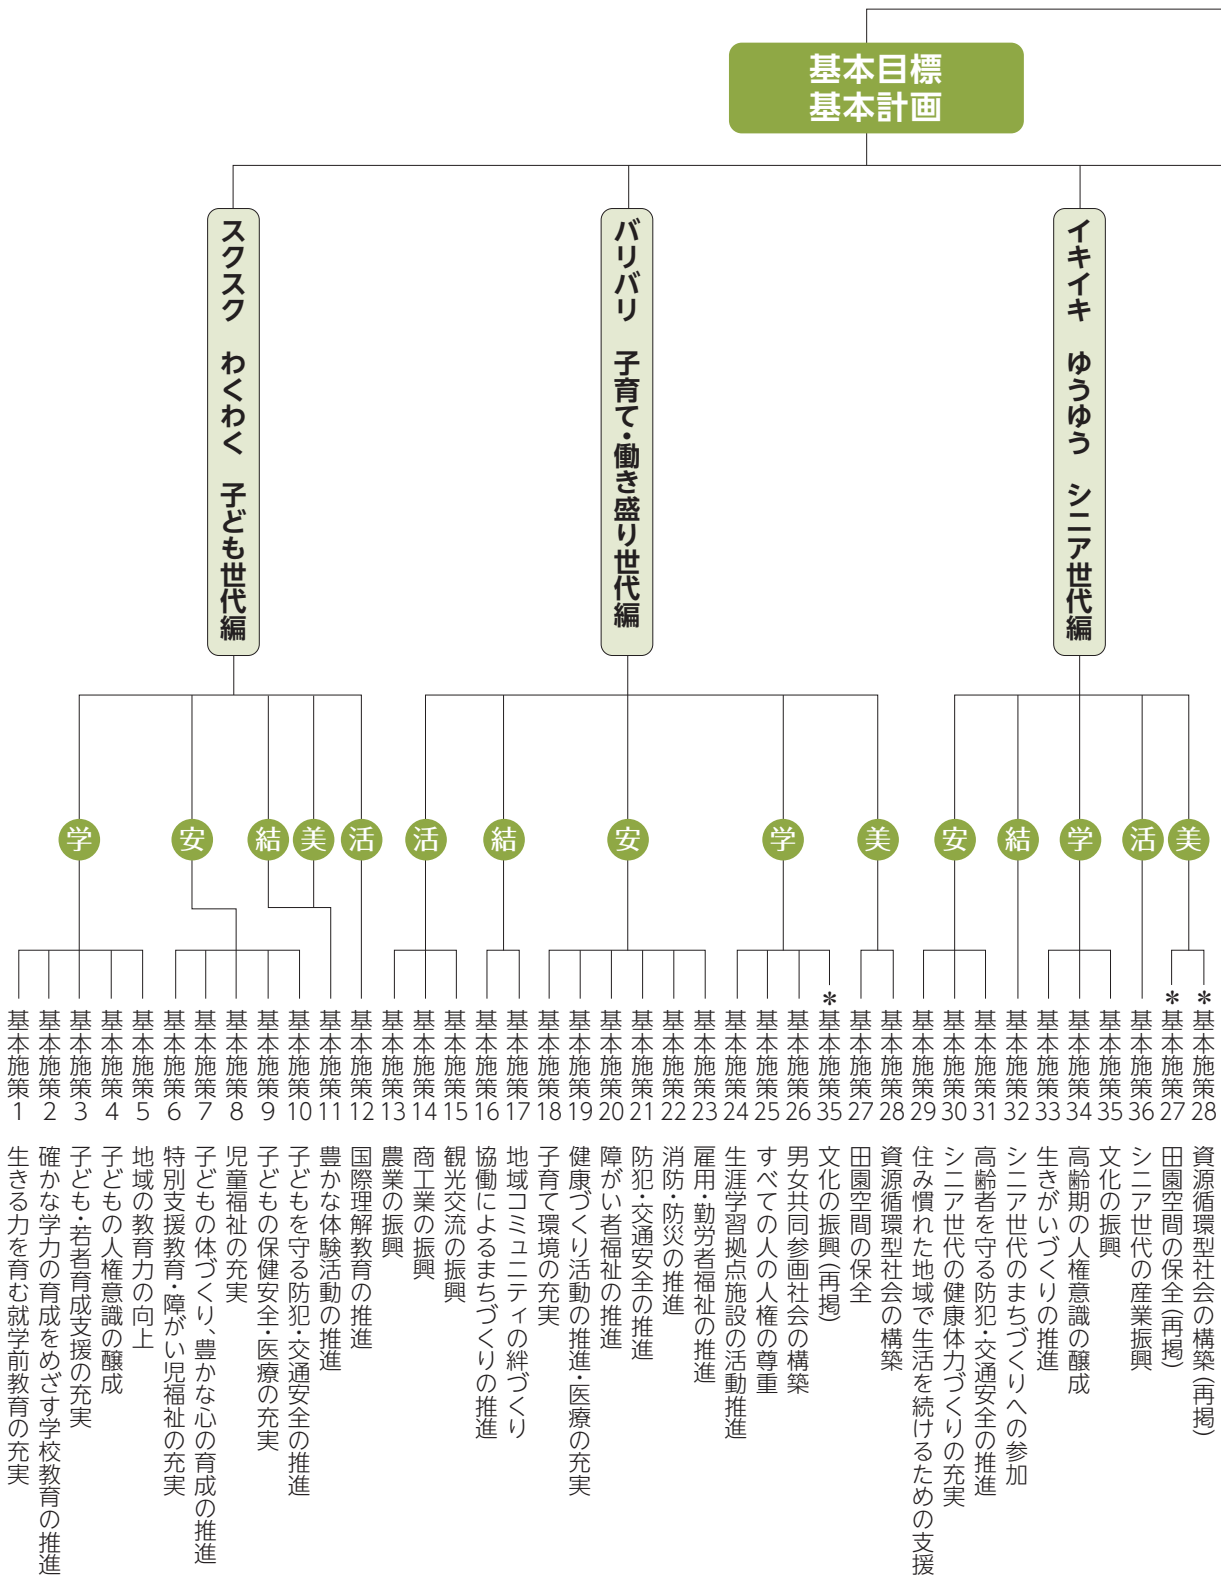 基本目標
基本計画
スクスク　わくわく　子ども世代編
バリバリ　子育て・働き盛り世代編
イキイキ　ゆうゆう　シニア世代編
学
安
結
美
活
活
結
安
学
美
安
結
学
活
美
基本施策1　生きる力を育む就学前教育の充実
基本施策2　確かな学力の育成をめざす学校教育の推進
基本施策3　子ども・若者育成支援の充実
基本施策4　子どもの人権意識の醸成
基本施策5　地域の教育力の向上
基本施策6　特別支援教育・障がい児福祉の充実
基本施策7　子どもの体づくり、豊かな心の育成の推進
基本施策8　児童福祉の充実
基本施策9　子どもの保健安全・医療の充実
基本施策10　子どもを守る防犯・交通安全の推進
基本施策11　豊かな体験活動の推進
基本施策12　国際理解教育の推進
基本施策13　農業の振興
基本施策14　商工業の振興
基本施策15　観光交流の振興
基本施策16　協働によるまちづくりの推進
基本施策17　地域コミュニティの絆づくり
基本施策18　子育て環境の充実
基本施策19　健康づくり活動の推進・医療の充実
基本施策20　障がい者福祉の推進
基本施策21　防犯・交通安全の推進
基本施策22　消防・防災の推進
基本施策23　雇用・勤労者福祉の推進
基本施策24　生涯学習拠点施設の活動推進
基本施策25　すべての人の人権の尊重
基本施策26　男女共同参画社会の構築
＊基本施策35　文化の振興（再掲）
基本施策27　田園空間の保全
基本施策28　資源循環型社会の構築
基本施策29　住み慣れた地域で生活を続けるための支援
基本施策30　シニア世代の健康体力づくりの充実
基本施策31　高齢者を守る防犯・交通安全の推進
基本施策32　シニア世代のまちづくりへの参加
基本施策33　生きがいづくりの推進
基本施策34　高齢期の人権意識の醸成
基本施策35　文化の振興
基本施策36　シニア世代の産業振興
＊基本施策27　田園空間の保全（再掲）
＊基本施策28　資源循環型社会の構築（再掲）